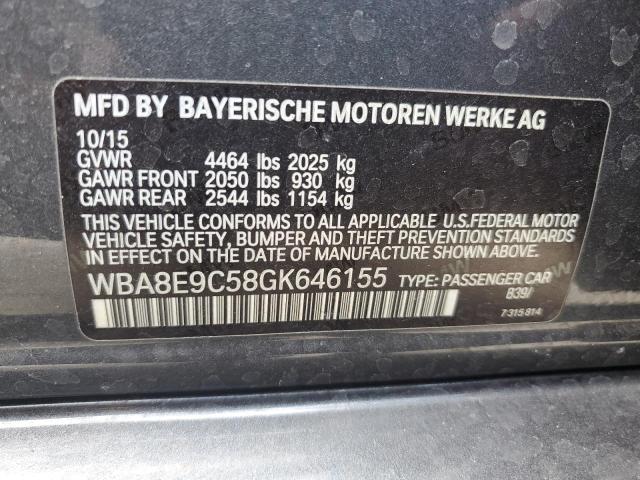 MFD BY BAYERISCHE MOTOREN WERKE AG
10/15
GVWR 4464 lbs 2025 kg
GAWR FRONT 2050 lbs 930 kg
GAWR REAR 2544 lbs 1154 kg
THIS VEHICLE CONFORMS TO ALL APPLICABLE U.S.FEDERAL MOTOR
VEHICLE SAFETY, BUMPER AND THEFT PREVENTION STANDARDS
IN EFFECT ON THE DATE OF MANUFACTURE SHOWN ABOVE.
WBA8E9C58GK646155 TYPE: PASSENGER CAR
839/
7 315 814